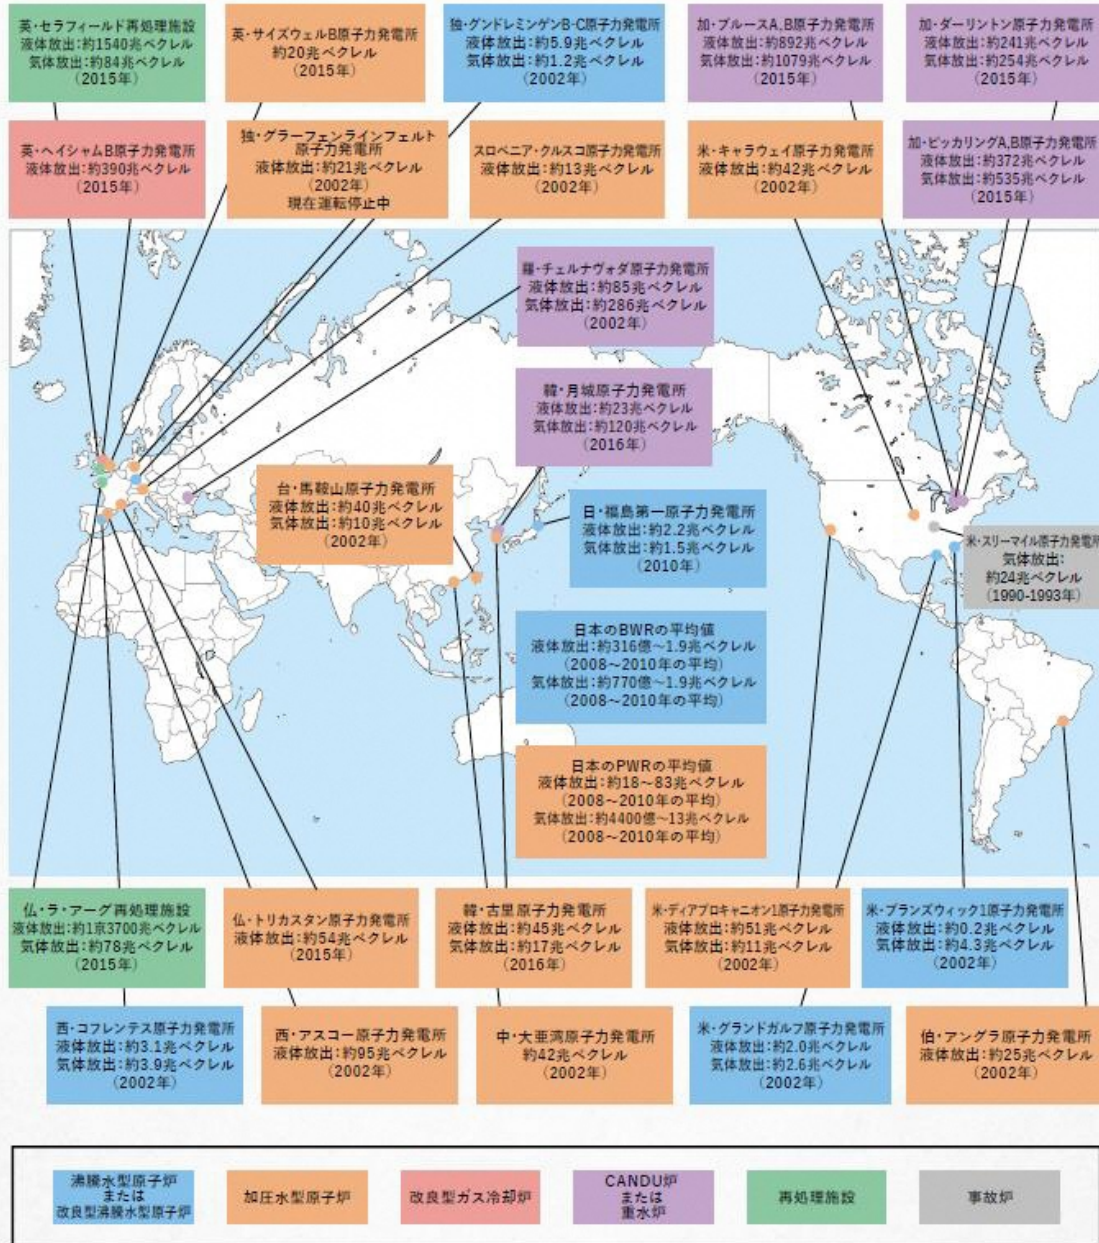 英・セラフィールド再処理施設
液体放出：約1540兆ベクレル
気体放出：約84兆ベクレル
（2015年）
英・サイズウェルB原子力発電所
約20兆ベクレル
（2015年）
独・グンドレミンゲンB-C原子力発電所
液体放出：約5.9兆ベクレル
気体放出：約1.2兆ベクレル
（2002年）
加・ブルースA,B原子力発電所
液体放出：約892兆ベクレル
気体放出：約1079兆ベクレル
（2015年）
加・ダーリントン原子力発電所
液体放出：約241兆ベクレル
気体放出：約254兆ベクレル
（2015年）
英・ヘイシャムB原子力発電所
液体放出：約390兆ベクレル
（2015年）
独・グラーフェンラインフェルト
原子力発電所
液体放出：約21兆ベクレル
（2002年）
現在運転停止中
スロベニア・クルスコ原子力発電所
液体放出：約13兆ベクレル
（2002年）
米・キャラウェイ原子力発電所
液体放出：約42兆ベクレル
（2002年）
加・ピッカリングA,B原子力発電所
液体放出：約372兆ベクレル
気体放出：約535兆ベクレル
（2015年）
羅・チェルナヴォダ原子力発電所
液体放出：約85兆ベクレル
気体放出：約286兆ベクレル
（2002年）
韓・月城原子力発電所
液体放出：約23兆ベクレル
気体放出：約120兆ベクレル
（2016年）
台・馬鞍山原子力発電所
液体放出：約40兆ベクレル
気体放出：約10兆ベクレル
（2002年）
日・福島第一原子力発電所
液体放出：約2.2兆ベクレル
気体放出：約1.5兆ベクレル
（2010年）
米・スリーマイル原子力発電所
気体放出：
約24兆ベクレル
（1990-1993年）
日本のBWRの平均値
液体放出：約316億〜1.9兆ベクレル
（2008〜2010年の平均）
気体放出：約770億〜1.9兆ベクレル
（2008〜2010年の平均）
日本のPWRの平均値
液体放出：約18〜83兆ベクレル
（2008〜2010年の平均）
気体放出：約4400億〜13兆ベクレル
（2008〜2010年の平均）
仏・ラ・アーグ再処理施設
液体放出：約1京3700兆ベクレル
気体放出：約78兆ベクレル
（2015年）
仏・トリカスタン原子力発電所
液体放出：約54兆ベクレル
（2015年）
韓・古里原子力発電所
液体放出：約45兆ベクレル
気体放出：約17兆ベクレル
（2016年）
米・ディアブロキャニオン1原子力発電所
液体放出：約51兆ベクレル
気体放出：約11兆ベクレル
（2002年）
米・ブランズウィック1原子力発電所
液体放出：約0.2兆ベクレル
気体放出：約4.3兆ベクレル
（2002年）
西・コフレンテス原子力発電所
液体放出：約3.1兆ベクレル
気体放出：約3.9兆ベクレル
（2002年）
西・アスコー原子力発電所
液体放出：約95兆ベクレル
（2002年）
中・大亜湾原子力発電所
約42兆ベクレル
（2002年）
米・グランドガルフ原子力発電所
液体放出：約2.0兆ベクレル
気体放出：約2.6兆ベクレル
（2002年）
伯・アングラ原子力発電所
液体放出：約25兆ベクレル
（2002年）
沸騰水型原子炉
または
改良型沸騰水型原子炉
加圧水型原子炉
改良型ガス冷却炉
CANDU炉
または
重水炉
再処理施設
事故炉